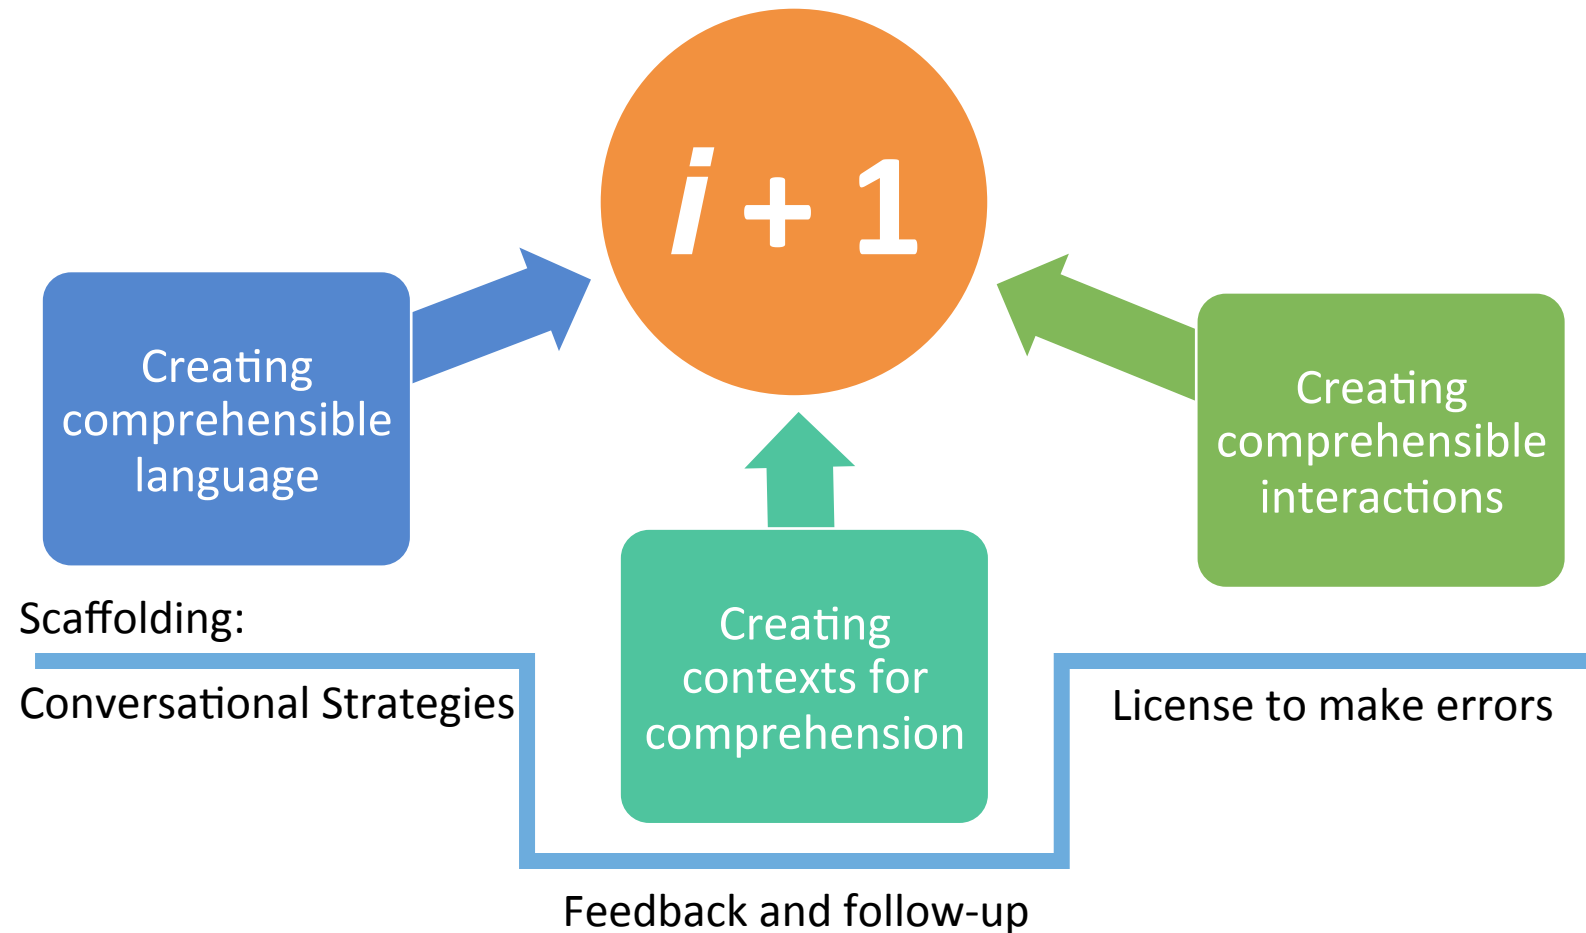 i + 1
Creating
comprehensible
language
Creating
contexts for
comprehension
Creating
comprehensible
interactions
Scaffolding:
Conversational Strategies
License to make errors
Feedback and follow-up